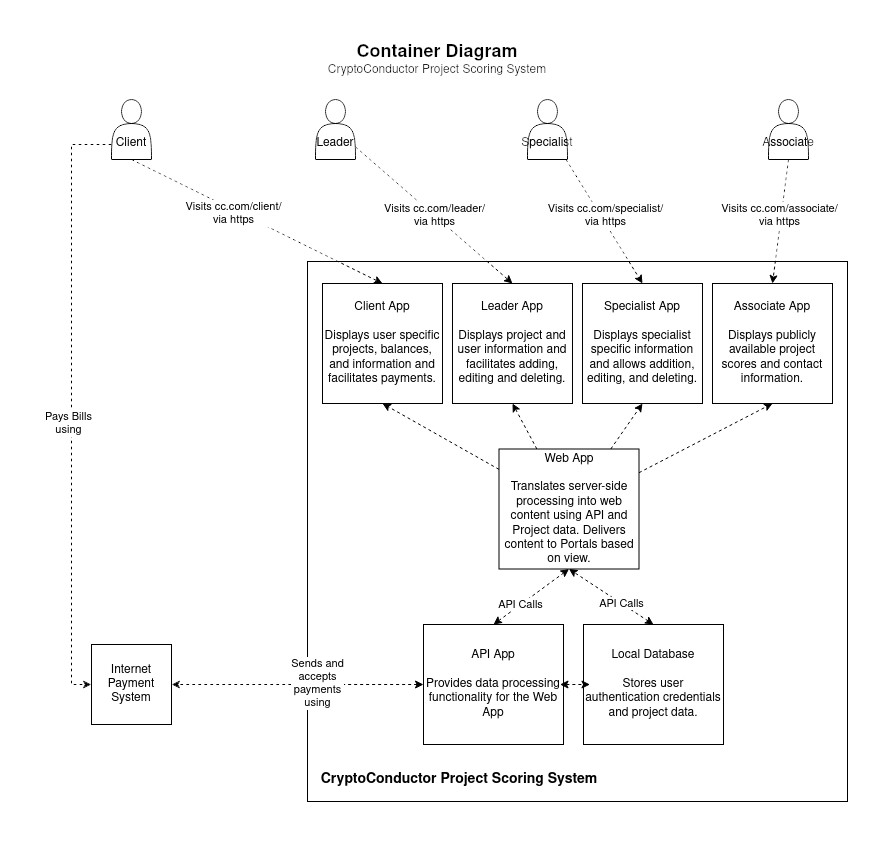 Container Diagram
CryptoConductor Project Scoring System
Client
Leader
Specialist
Associate
Visits cc.com/client/
via https
Visits cc.com/leader/
via https
Visits cc.com/specialist/
via https
Visits cc.com/associate/
via https
Client App
Displays user specific
projects, balances,
and information and
facilitates payments.
Leader App
Displays project and
user information and
facilitates adding,
editing and deleting.
Specialist App
Displays specialist
specific information
and allows addition,
editing, and deleting.
Associate App
Displays publicly
available project
scores and contact
information.
Pays Bills
using
Web App
Translates server-side
processing into web
content using API and
Project data. Delivers
content to Portals based
on view.
API Calls
API Calls
Internet
Payment
System
Sends and
accepts
payments
using
API App
Provides data processing
functionality for the Web
App
Local Database
Stores user
authentication credentials
and project data.
CryptoConductor Project Scoring System